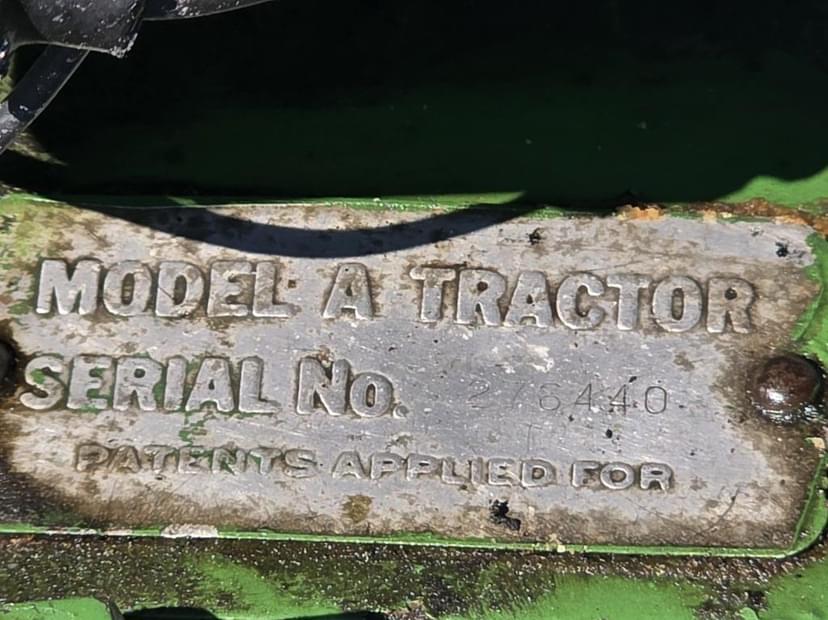 MODEL A TRACTOR
SERIAL NO. 276440
PATENTS APPLIED FOR